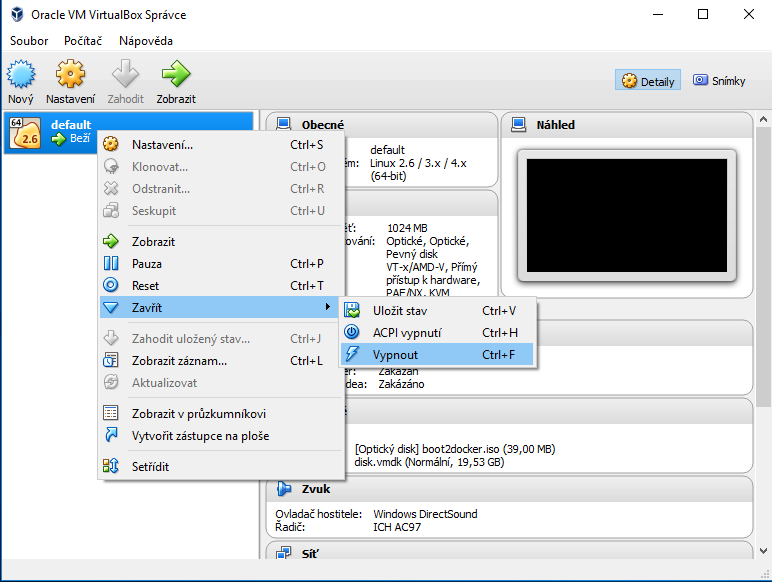 Oracle VM VirtualBox Správce
Soubor Počítač Nápověda
Nový Nastavení Zahodit Zobrazit
Detaily Snímky
64 2.6 default
Beží
Nastavení... Ctrl+S
Klonovat... Ctrl+O
Odstranit... Ctrl+R
Seskupit Ctrl+U
Zobrazit
Pauza Ctrl+P
Reset Ctrl+T
Zavřít
Zahodit uložený stav... Ctrl+J
Zobrazit záznam... Ctrl+L
Aktualizovat
Zobrazit v průzkumníkovi
Vytvořit zástupce na ploše
Setřídit
Uložit stav Ctrl+V
ACPI vypnutí Ctrl+H
Vypnout Ctrl+F
Obecné
default
ém: Linux 2.6 / 3.x / 4.x
(64-bit)
Náhled
ěť: 1024 MB
ování: Optické, Optické,
Pevný disk
VT-x/AMD-V, Přímý
přístup k hardware,
PAE/NX, KVM
er: Zakázán
idea: Zakázáno
[Optický disk] boot2docker.iso (39,00 MB)
disk.vmdk (Normální, 19,53 GB)
Zvuk
Ovladač hostitele: Windows DirectSound
Řadič: ICH AC97
Síť